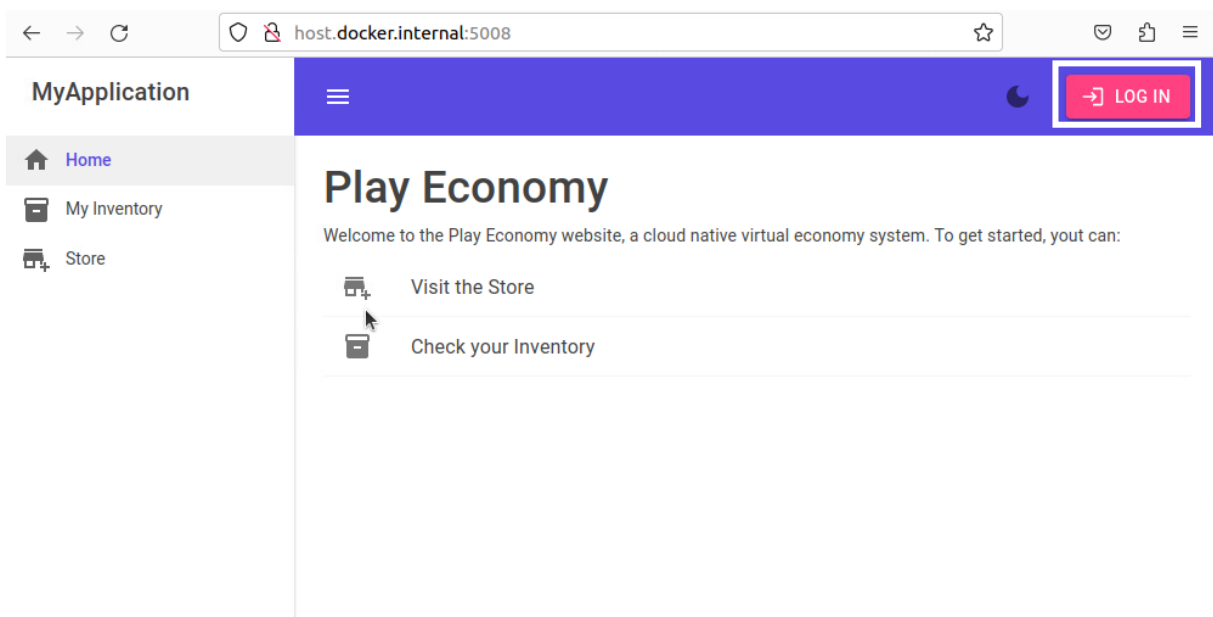 host.docker.internal:5008
MyApplication
LOG IN
Home
My Inventory
Store
Play Economy
Welcome to the Play Economy website, a cloud native virtual economy system. To get started, yout can:
Visit the Store
Check your Inventory